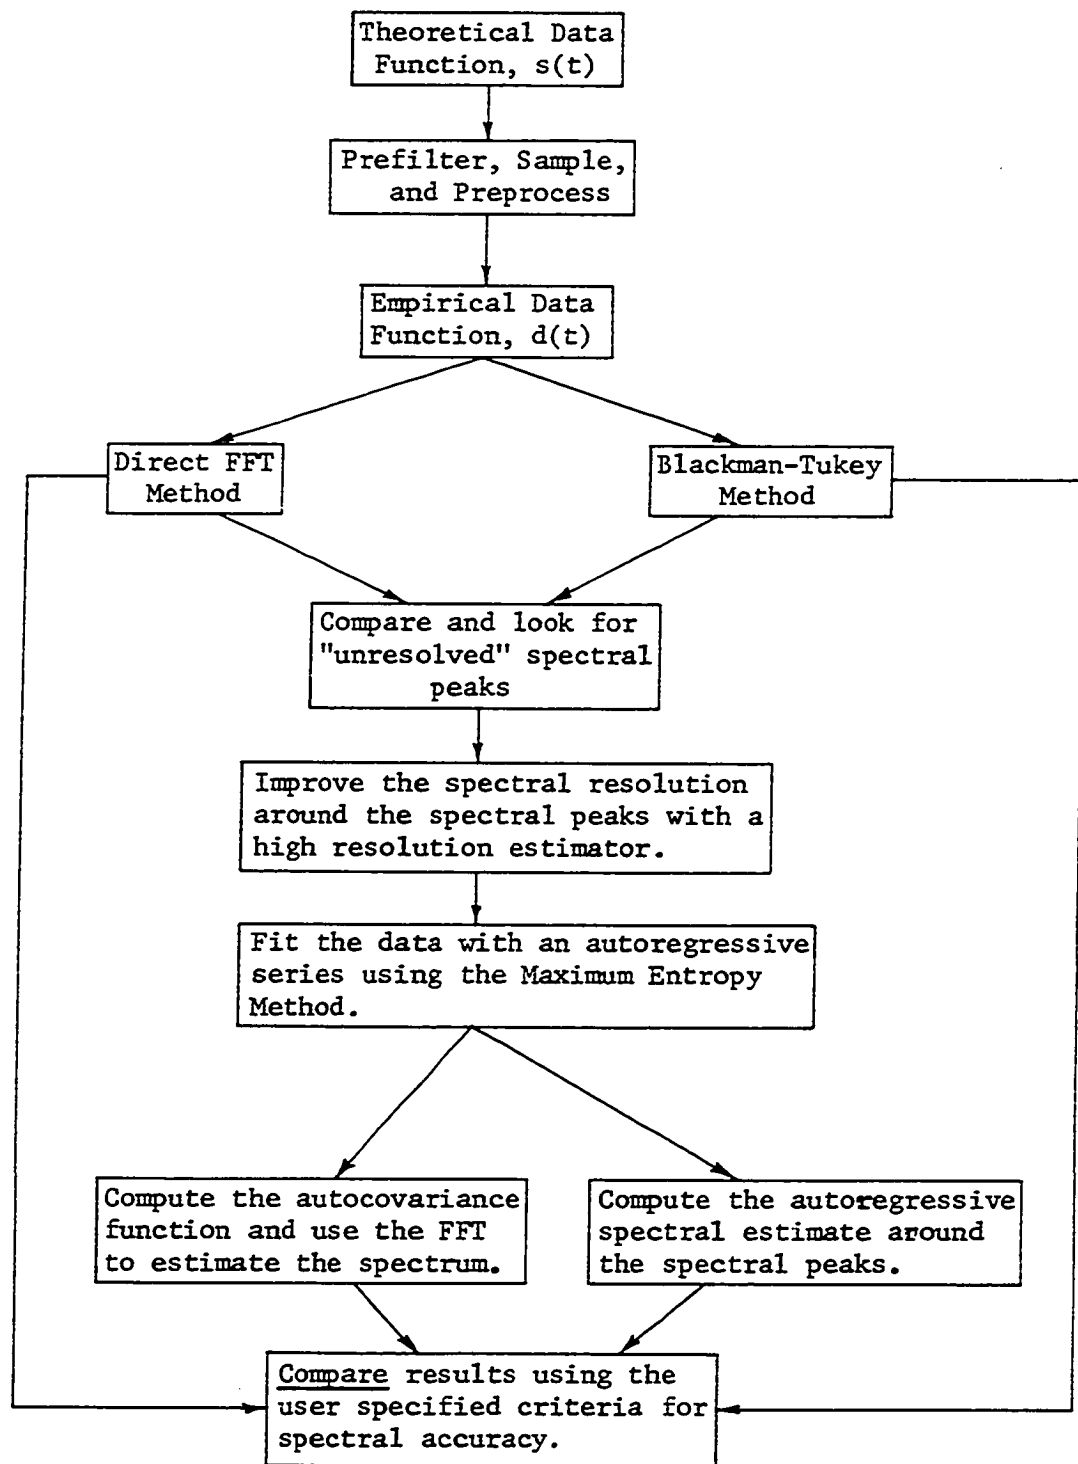 Theoretical Data
Function, s(t)
Prefilter, Sample,
and Preprocess
Empirical Data
Function, d(t)
Direct FFT
Method
Blackman-Tukey
Method
Compare and look for
"unresolved" spectral
peaks
Improve the spectral resolution
around the spectral peaks with a
high resolution estimator.
Fit the data with an autoregressive
series using the Maximum Entropy
Method.
Compute the autocovariance
function and use the FFT
to estimate the spectrum.
Compute the autoregressive
spectral estimate around
the spectral peaks.
Compare results using the
user specified criteria for
spectral accuracy.